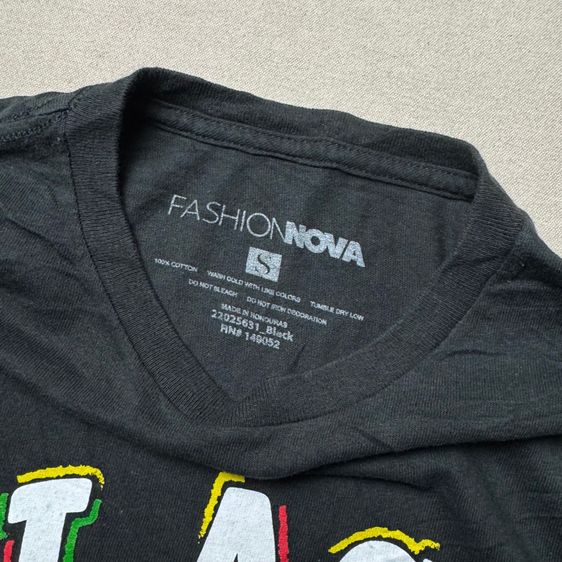 FASHIONNOVA
S
100% COTTON WASH COLD WITH LIKE COLORS TUMBLE DRY LOW
DO NOT BLEACH DO NOT IRON DECORATION
MADE IN HONDURAS
22025631_Black
RN# 149052